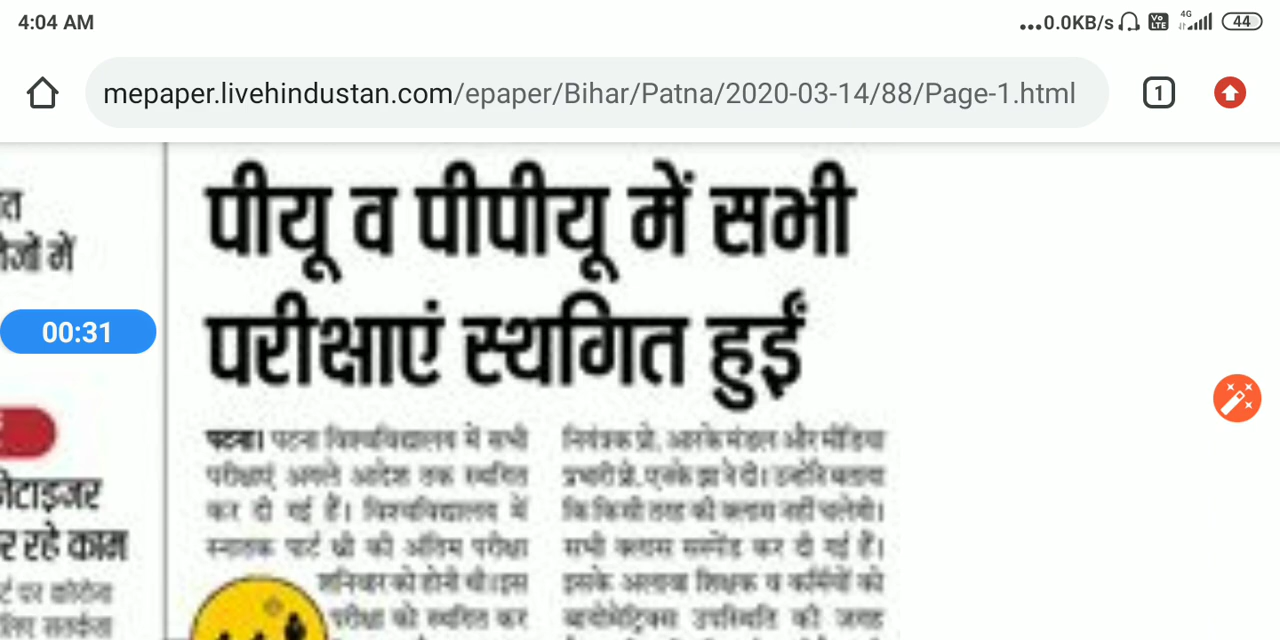 4:04 AM
...0.0KB/s
Vo LTE
4G
44
mepaper.livehindustan.com/epaper/Bihar/Patna/2020-03-14/88/Page-1.html
1
में
00:31
रहे काम
पीयू व पीपीयू में सभी
परीक्षाएं स्थगित हुईं
पटना। पटना विश्वविद्यालय में सभी
परीक्षाएं अगले आदेश तक स्थगित
कर दी गई हैं। विश्वविद्यालय में
स्नातक पार्ट थ्री की अंतिम परीक्षा
शनिवार को होनी थी। इस
परीक्षा को स्थगित कर
नियंत्रक प्रो. आरके मंडल और मीडिया
प्रभारी प्रो. एनके झा ने दी। उन्होंने बताया
कि किसी तरह की क्लास नहीं चलेगी।
सभी क्लास सस्पेंड कर दी गई हैं।
इसके अलावा शिक्षक व कर्मियों को
बायोमेट्रिक्स उपस्थिति की जगह